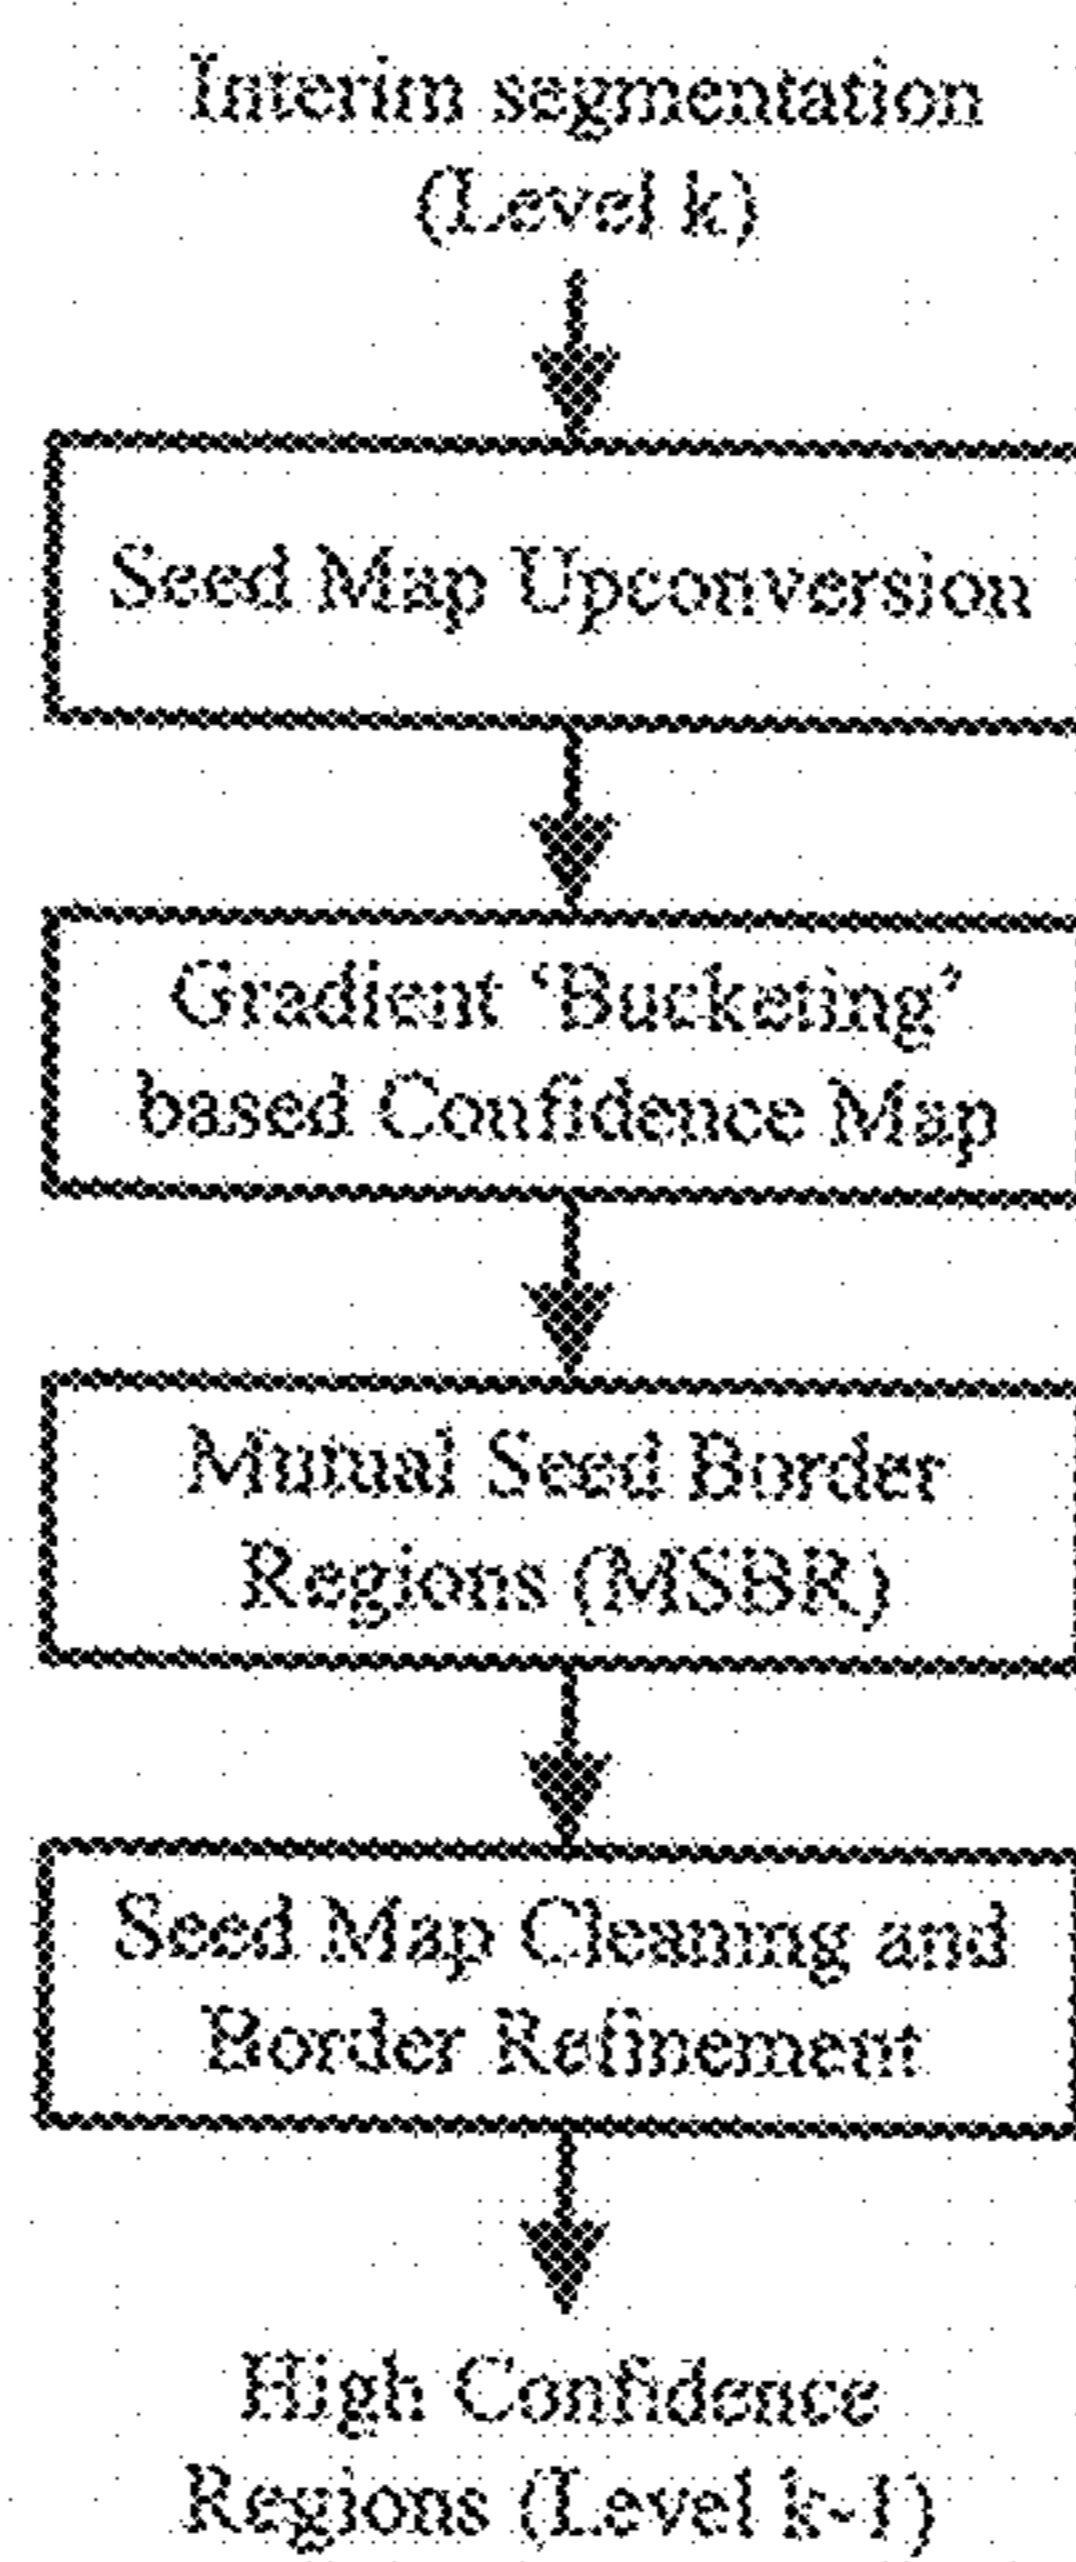 Interim segmentation
(Level k)
Seed Map Upconversion
Gradient ‘Bucketing’
based Confidence Map
Mutual Seed Border
Regions (MSBR)
Seed Map Cleaning and
Border Refinement
High Confidence
Regions (Level k-1)